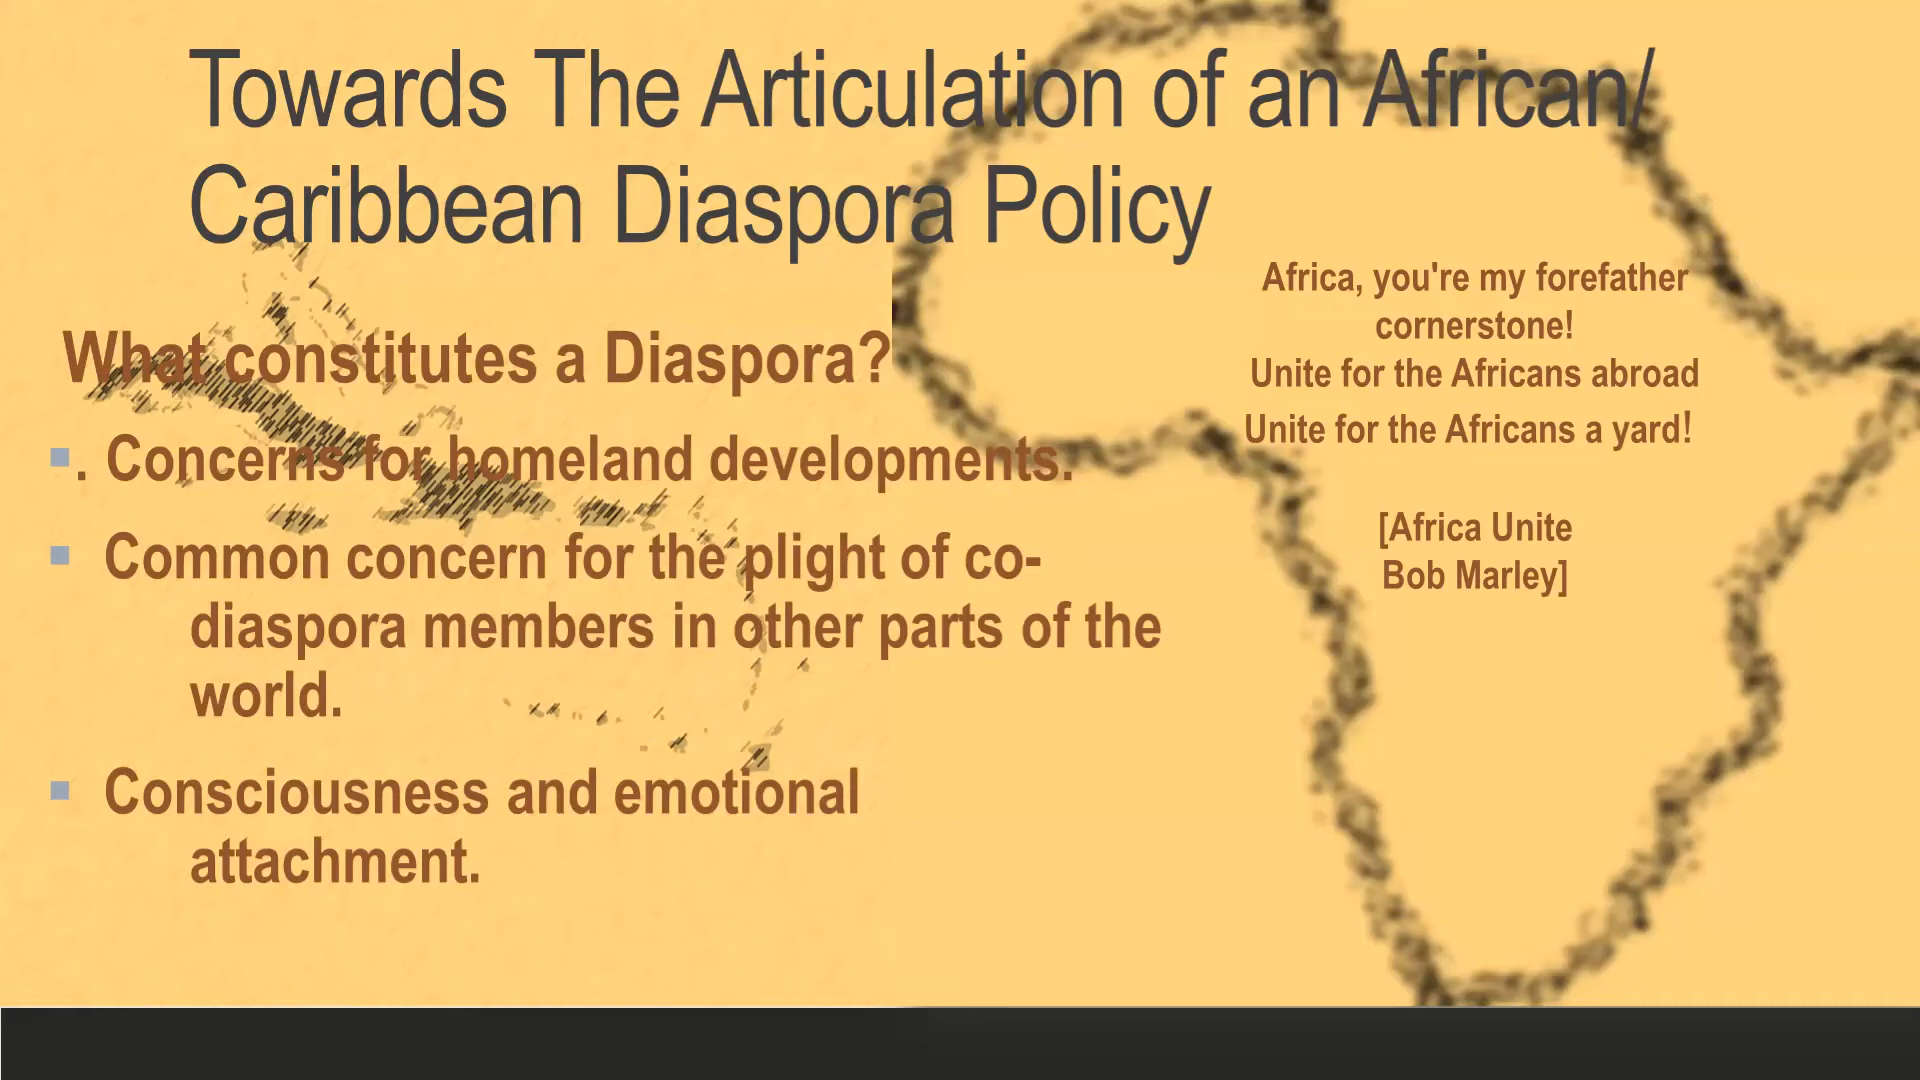 Towards The Articulation of an African/
Caribbean Diaspora Policy
What constitutes a Diaspora?
▪. Concerns for homeland developments.
▪ Common concern for the plight of co-
diaspora members in other parts of the
world.
▪ Consciousness and emotional
attachment.
Africa, you're my forefather
cornerstone!
Unite for the Africans abroad
Unite for the Africans a yard!
[Africa Unite
Bob Marley]